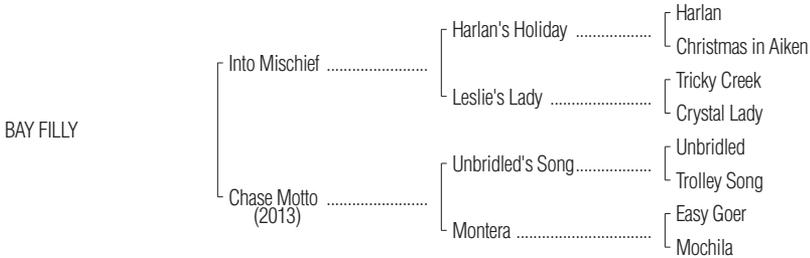 Harlan
Harlan's Holiday ..................
Christmas in Aiken
Into Mischief ........................
Tricky Creek
Leslie's Lady ........................
Crystal Lady
BAY FILLY
Unbridled
Unbridled's Song..................
Trolley Song
Chase Motto ........................
(2013)
Easy Goer
Montera ................................
Mochila